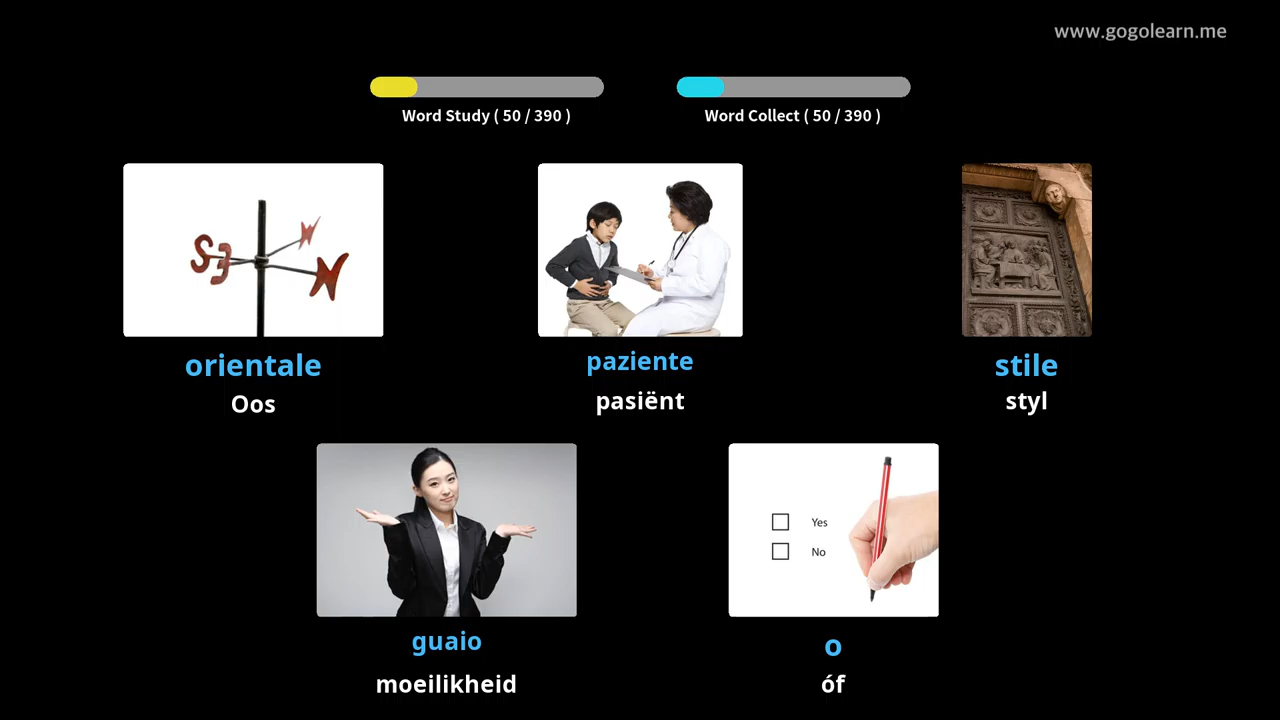 www.gogolearn.me
Word Study ( 50 / 390 )
Word Collect ( 50 / 390 )
S E N
orientale
Oos
paziente
pasiënt
stile
styl
Yes
No
guaio
moeilikheid
o
óf